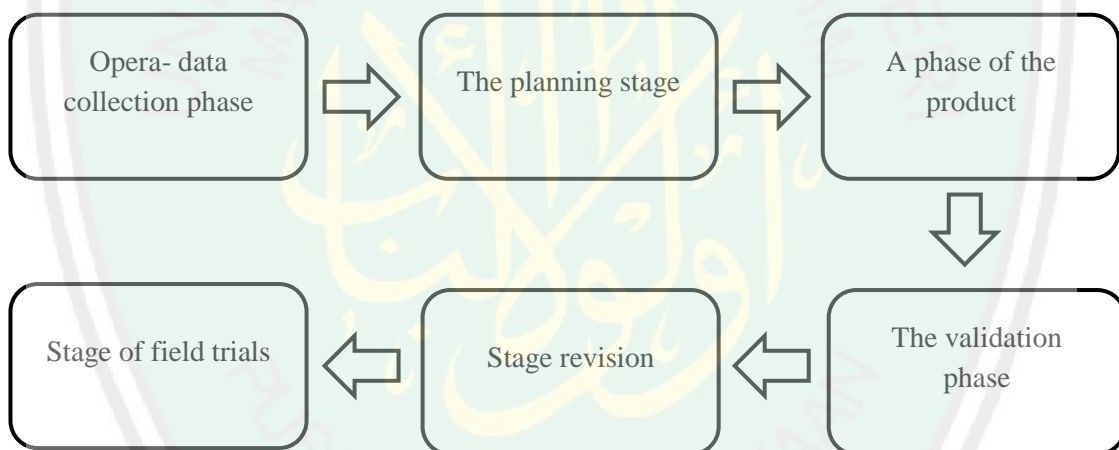 Opera- data
collection phase
The planning stage
A phase of the
product
The validation
phase
Stage revision
Stage of field trials